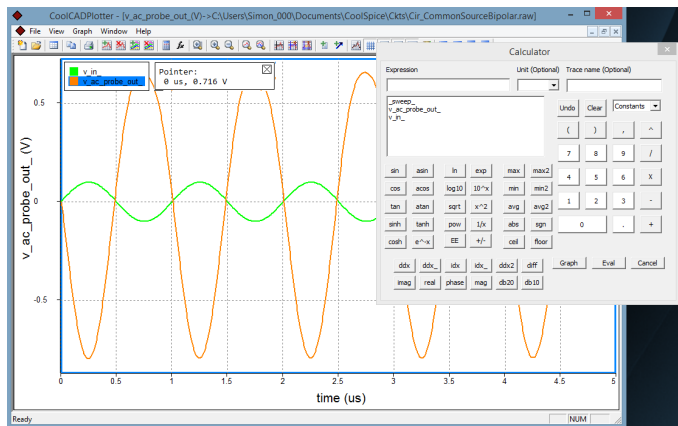 CoolCADPlotter - [v_ac_probe_out_(V)->C:\Users\Simon_000\Documents\CoolSpice\Ckts\Cir_CommonSourceBipolar.raw]
File View Graph Window Help
v_in_
v_ac_probe_out_
Pointer:
0 us, 0.716 V
v_ac_probe_out_ (V)
0.5
0
-0.5
0 0.5 1 1.5 2 2.5 3 3.5 4 4.5 5
time (us)
Ready
NUM
Calculator
Expression Unit (Optional) Trace name (Optional)
_sweep_
v_ac_probe_out_
v_in_
Undo Clear Constants
( ) , ^
7 8 9 /
4 5 6 X
1 2 3 -
0 . +
sin asin ln exp max max2
cos acos log10 10^x min min2
tan atan sqrt x^2 avg avg2
sinh tanh pow 1/x abs sgn
cosh e^-x EE +/- ceil floor
ddx ddx_ idx idx_ ddx2 diff
imag real phase mag db20 db10
Graph Eval Cancel